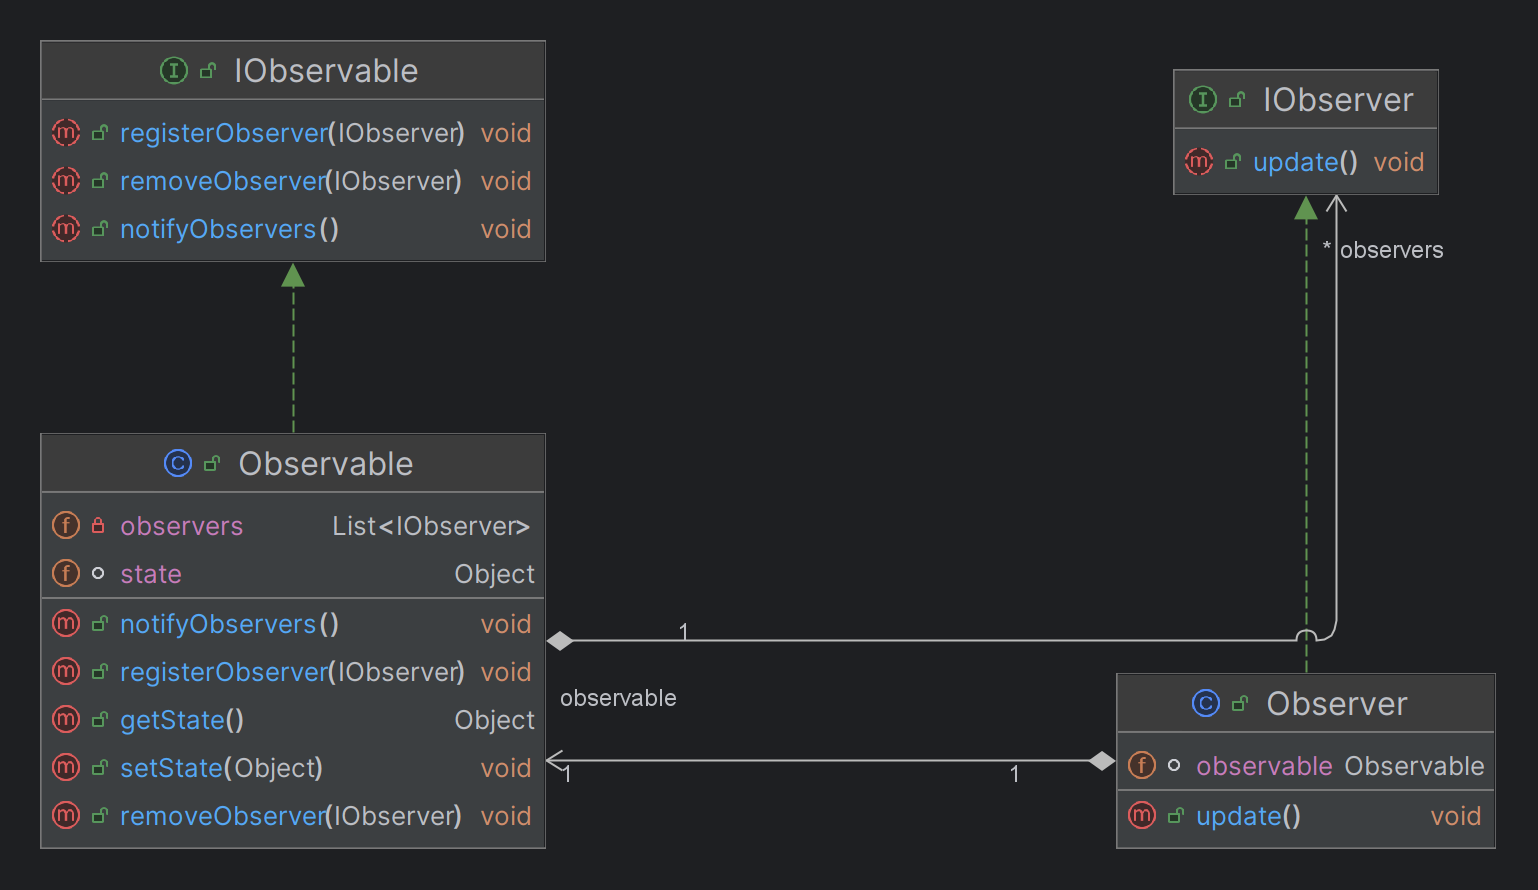 IObservable
registerObserver(IObserver) void
removeObserver(IObserver) void
notifyObservers() void
IObserver
update() void
* observers
Observable
observers List<IObserver>
state Object
notifyObservers() void
registerObserver(IObserver) void
getState() Object
setState(Object) void
removeObserver(IObserver) void
1
observable
1
1
Observer
observable Observable
update() void